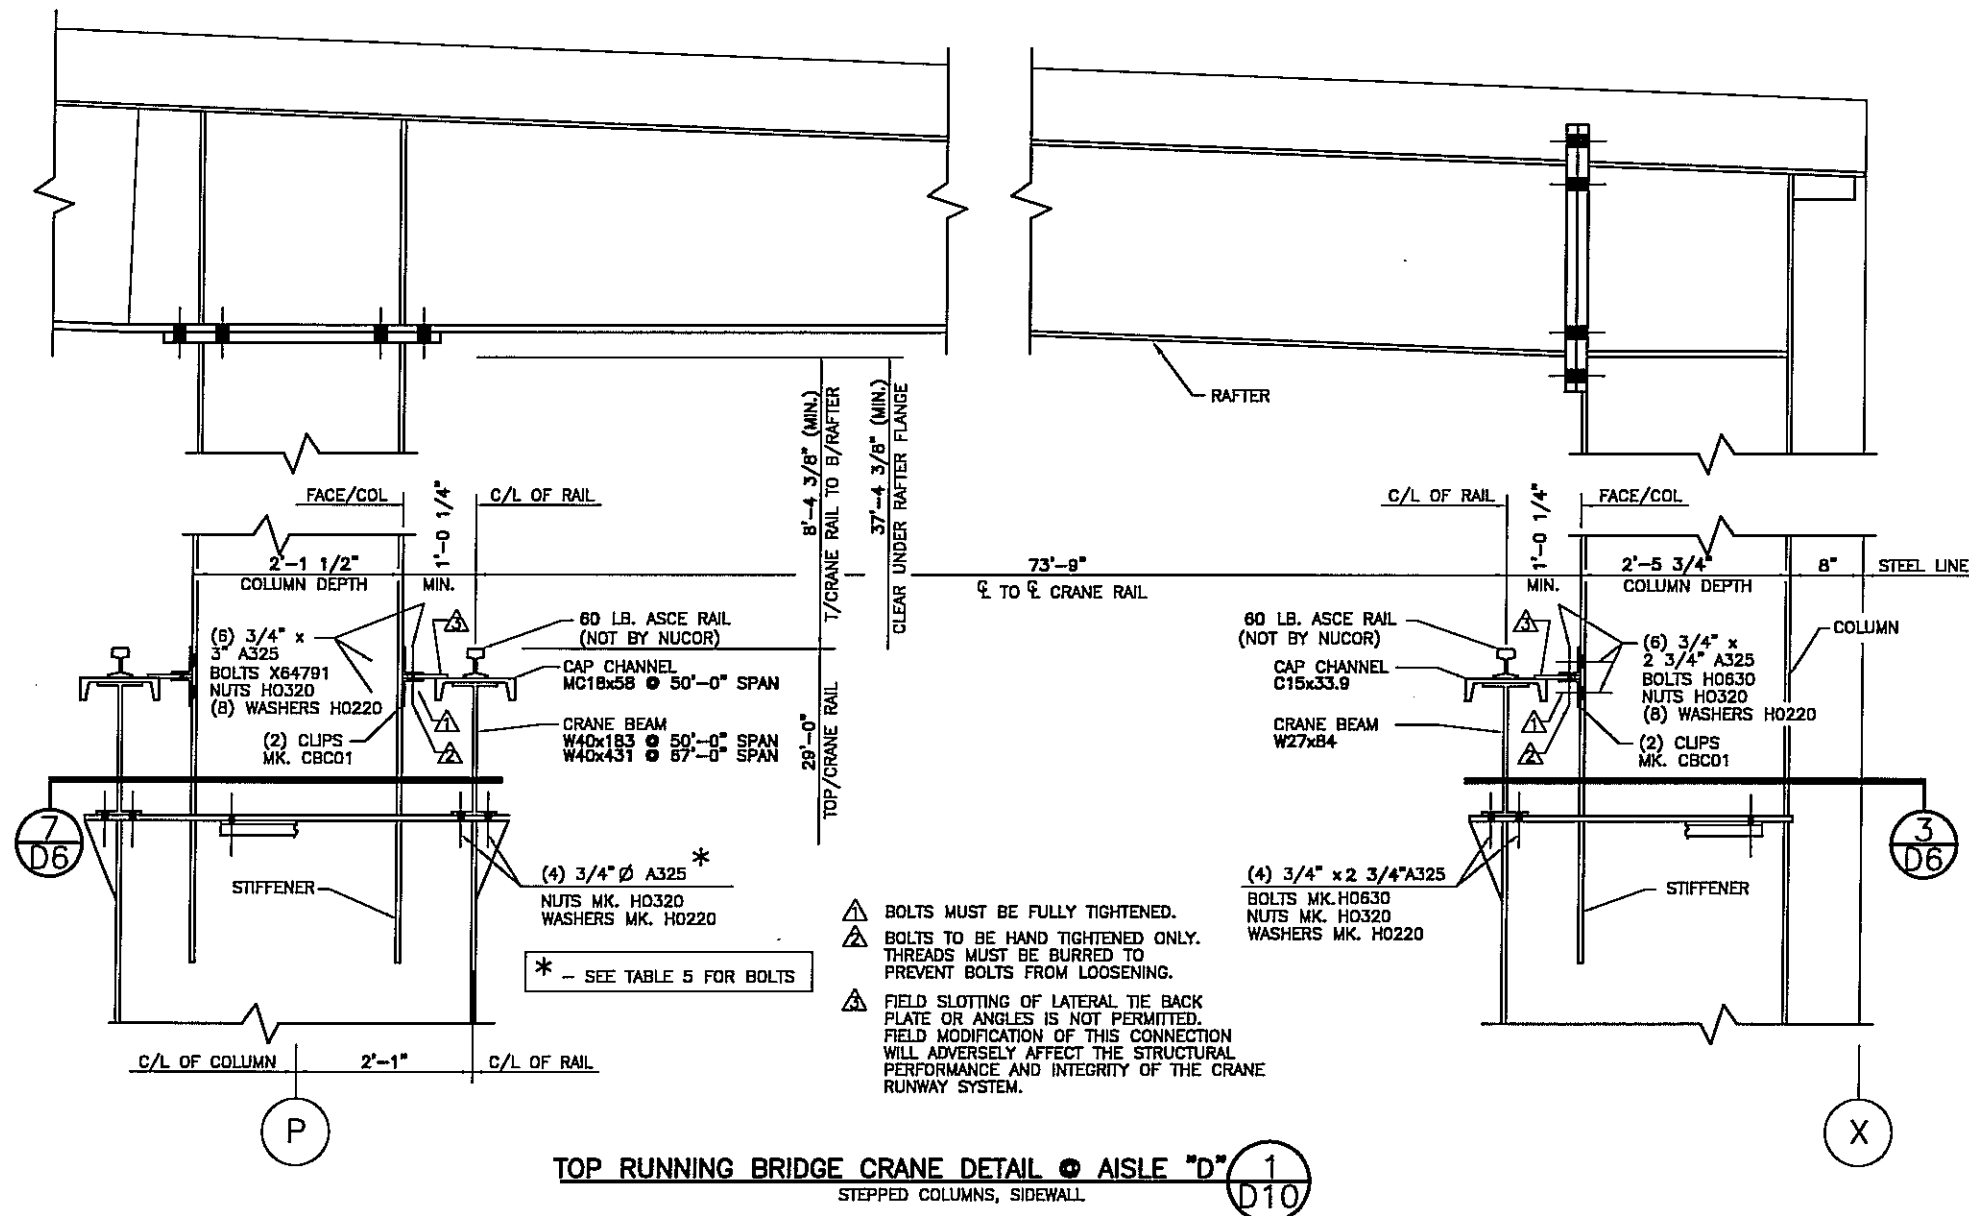 RAFTER
8'-4 3/8" (MIN.)
T/CRANE RAIL TO B/RAFTER
37'-4 3/8" (MIN.)
CLEAR UNDER RAFTER FLANGE
FACE/COL
1'-0 1/4"
MIN.
C/L OF RAIL
C/L OF RAIL
1'-0 1/4"
MIN.
FACE/COL
2'-1 1/2"
COLUMN DEPTH
73'-9"
℄ TO ℄ CRANE RAIL
2'-5 3/4"
COLUMN DEPTH
8"
STEEL LINE
(6) 3/4" x
3" A325
BOLTS X64791
NUTS H0320
(8) WASHERS H0220
(2) CLIPS
MK. CBC01
3
1
2
60 LB. ASCE RAIL
(NOT BY NUCOR)
CAP CHANNEL
MC18x58 @ 50'-0" SPAN
CRANE BEAM
W40x183 @ 50'-0" SPAN
W40x431 @ 87'-0" SPAN
29'-0"
TOP/CRANE RAIL
60 LB. ASCE RAIL
(NOT BY NUCOR)
CAP CHANNEL
C15x33.9
CRANE BEAM
W27x84
3
1
2
COLUMN
(6) 3/4" x
2 3/4" A325
BOLTS H0630
NUTS H0320
(8) WASHERS H0220
(2) CLIPS
MK. CBC01
7
D6
3
D6
STIFFENER
(4) 3/4" Ø A325 *
NUTS MK. H0320
WASHERS MK. H0220
* – SEE TABLE 5 FOR BOLTS
(4) 3/4" x 2 3/4"A325
BOLTS MK.H0630
NUTS MK. H0320
WASHERS MK. H0220
STIFFENER
1 BOLTS MUST BE FULLY TIGHTENED.
2 BOLTS TO BE HAND TIGHTENED ONLY.
THREADS MUST BE BURRED TO
PREVENT BOLTS FROM LOOSENING.
3 FIELD SLOTTING OF LATERAL TIE BACK
PLATE OR ANGLES IS NOT PERMITTED.
FIELD MODIFICATION OF THIS CONNECTION
WILL ADVERSELY AFFECT THE STRUCTURAL
PERFORMANCE AND INTEGRITY OF THE CRANE
RUNWAY SYSTEM.
C/L OF COLUMN
2'-1"
C/L OF RAIL
P
X
TOP RUNNING BRIDGE CRANE DETAIL @ AISLE "D"
STEPPED COLUMNS, SIDEWALL
1
D10